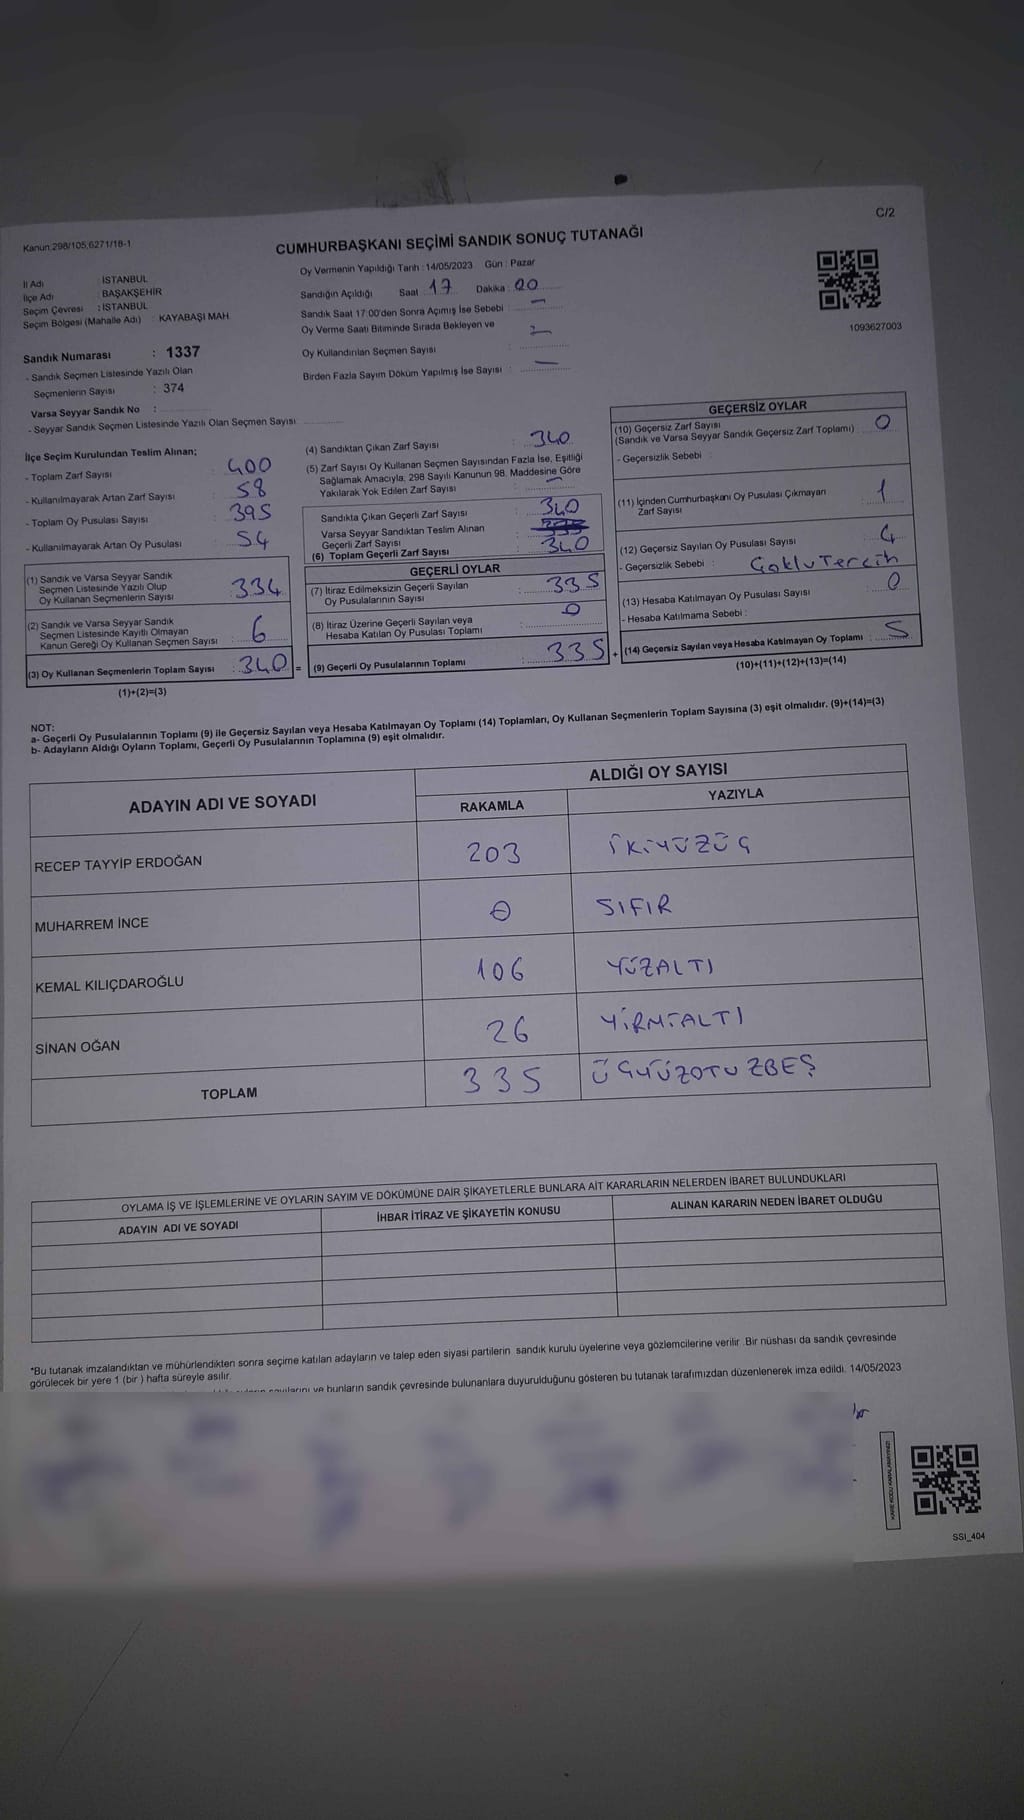 Kanun:298/105,6271/18-1
C/2
CUMHURBAŞKANI SEÇİMİ SANDIK SONUÇ TUTANAĞI
İl Adı : İSTANBUL
İlçe Adı : BAŞAKŞEHİR
Seçim Çevresi : İSTANBUL
Seçim Bölgesi (Mahalle Adı) : KAYABAŞI MAH
Oy Vermenin Yapıldığı Tarih : 14/05/2023 Gün : Pazar
Sandığın Açıldığı Saat 17 Dakika : 00
Sandık Saat 17:00'den Sonra Açımış İse Sebebi : —
Oy Verme Saati Bitiminde Sırada Bekleyen ve
Oy Kullandırılan Seçmen Sayısı :
Birden Fazla Sayım Döküm Yapılmış İse Sayısı : —
1093627003
Sandık Numarası : 1337
- Sandık Seçmen Listesinde Yazılı Olan
Seçmenlerin Sayısı : 374
Varsa Seyyar Sandık No :
- Seyyar Sandık Seçmen Listesinde Yazılı Olan Seçmen Sayısı
İlçe Seçim Kurulundan Teslim Alınan;
- Toplam Zarf Sayısı : 400
- Kullanılmayarak Artan Zarf Sayısı : 58
- Toplam Oy Pusulası Sayısı : 395
- Kullanılmayarak Artan Oy Pusulası : 54
(1) Sandık ve Varsa Seyyar Sandık
Seçmen Listesinde Yazılı Olup
Oy Kullanan Seçmenlerin Sayısı : 334
(2) Sandık ve Varsa Seyyar Sandık
Seçmen Listesinde Kayıtlı Olmayan
Kanun Gereği Oy Kullanan Seçmen Sayısı : 6
(3) Oy Kullanan Seçmenlerin Toplam Sayısı : 340 =
(1)+(2)=(3)
(4) Sandıktan Çıkan Zarf Sayısı : 340
(5) Zarf Sayısı Oy Kullanan Seçmen Sayısından Fazla İse, Eşitliği
Sağlamak Amacıyla, 298 Sayılı Kanunun 98. Maddesine Göre
Yakılarak Yok Edilen Zarf Sayısı : —
Sandıkta Çıkan Geçerli Zarf Sayısı : 340
Varsa Seyyar Sandıktan Teslim Alınan
Geçerli Zarf Sayısı :
(6) Toplam Geçerli Zarf Sayısı : 340
GEÇERLİ OYLAR
(7) İtiraz Edilmeksizin Geçerli Sayılan
Oy Pusulalarının Sayısı : 335
(8) İtiraz Üzerine Geçerli Sayılan veya
Hesaba Katılan Oy Pusulası Toplamı : 0
(9) Geçerli Oy Pusulalarının Toplamı : 335 +
GEÇERSİZ OYLAR
(10) Geçersiz Zarf Sayısı
(Sandık ve Varsa Seyyar Sandık Geçersiz Zarf Toplamı) : 0
- Geçersizlik Sebebi :
(11) İçinden Cumhurbaşkanı Oy Pusulası Çıkmayan
Zarf Sayısı : 1
(12) Geçersiz Sayılan Oy Pusulası Sayısı : 4
- Geçersizlik Sebebi : Çoklu Tercih
(13) Hesaba Katılmayan Oy Pusulası Sayısı : 0
- Hesaba Katılmama Sebebi :
(14) Geçersiz Sayılan veya Hesaba Katılmayan Oy Toplamı : 5
(10)+(11)+(12)+(13)=(14)
NOT:
a- Geçerli Oy Pusulalarının Toplamı (9) ile Geçersiz Sayılan veya Hesaba Katılmayan Oy Toplamı (14) Toplamları, Oy Kullanan Seçmenlerin Toplam Sayısına (3) eşit olmalıdır. (9)+(14)=(3)
b- Adayların Aldığı Oyların Toplamı, Geçerli Oy Pusulalarının Toplamına (9) eşit olmalıdır.
ADAYIN ADI VE SOYADI
ALDIĞI OY SAYISI
RAKAMLA YAZIYLA
RECEP TAYYİP ERDOĞAN 203 İKİYÜZÜÇ
MUHARREM İNCE 0 SIFIR
KEMAL KILIÇDAROĞLU 106 YÜZALTI
SİNAN OĞAN 26 YİRMİALTI
TOPLAM 335 ÜÇYÜZOTUZBEŞ
OYLAMA İŞ VE İŞLEMLERİNE VE OYLARIN SAYIM VE DÖKÜMÜNE DAİR ŞİKAYETLERLE BUNLARA AİT KARARLARIN NELERDEN İBARET BULUNDUKLARI
ADAYIN ADI VE SOYADI İHBAR İTİRAZ VE ŞİKAYETİN KONUSU ALINAN KARARIN NEDEN İBARET OLDUĞU
*Bu tutanak imzalandıktan ve mühürlendikten sonra seçime katılan adayların ve talep eden siyasi partilerin sandık kurulu üyelerine veya gözlemcilerine verilir .Bir nüshası da sandık çevresinde
görülecek bir yere 1 (bir ) hafta süreyle asılır.
ve bunların sandık çevresinde bulunanlara duyurulduğunu gösteren bu tutanak tarafımızdan düzenlenerek imza edildi. 14/05/2023
KARE KODU KARALAMAYINIZ!
SSI_404